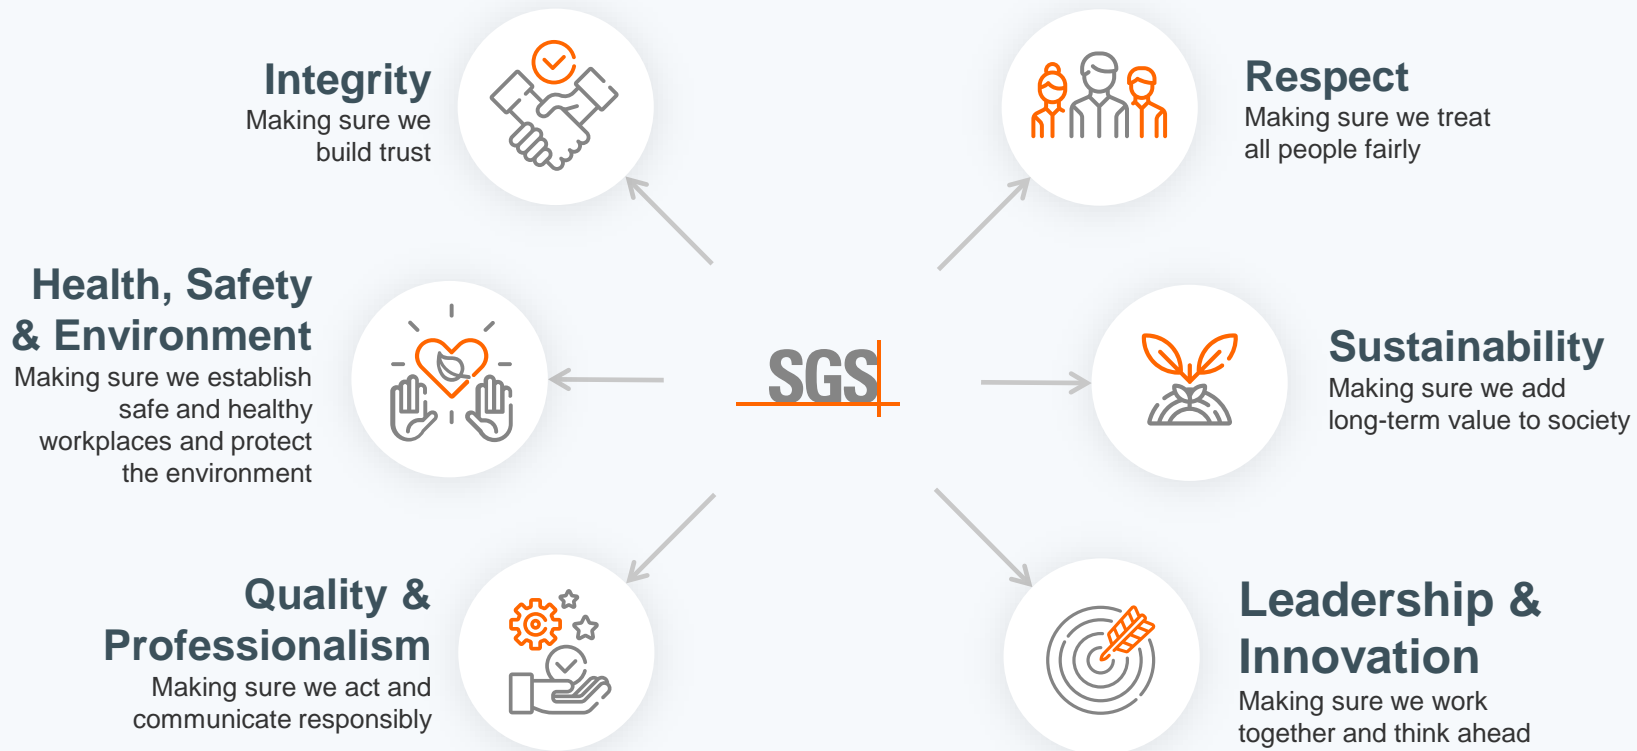 Integrity
Making sure we
build trust
Respect
Making sure we treat
all people fairly
Health, Safety
& Environment
Making sure we establish
safe and healthy
workplaces and protect
the environment
SGS
Sustainability
Making sure we add
long-term value to society
Quality &
Professionalism
Making sure we act and
communicate responsibly
Leadership &
Innovation
Making sure we work
together and think ahead